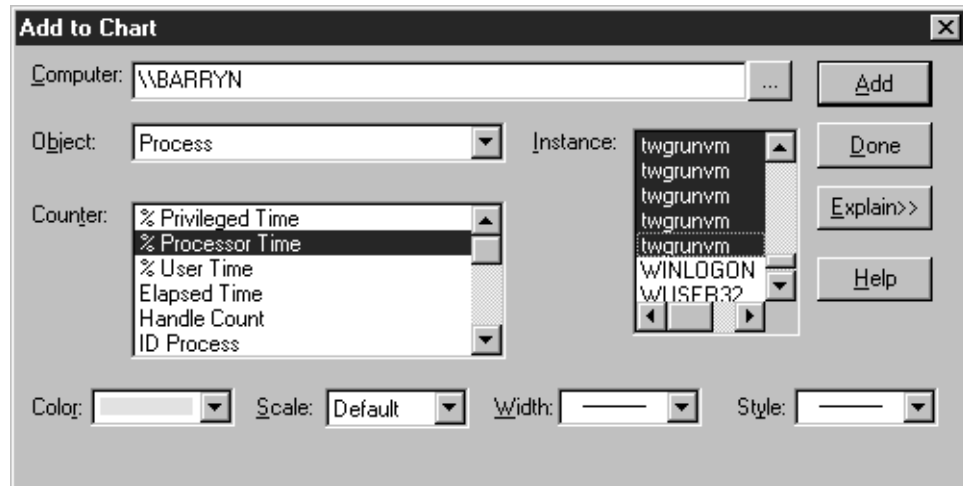 Add to Chart
Computer: \\BARRYN ... Add
Object: Process Instance: Done
twgrunvm
twgrunvm
twgrunvm
twgrunvm
twgrunvm
WINLOGON
WUSER32
Explain>>
Help
Counter:
% Privileged Time
% Processor Time
% User Time
Elapsed Time
Handle Count
ID Process
Color: Scale: Default Width: Style: